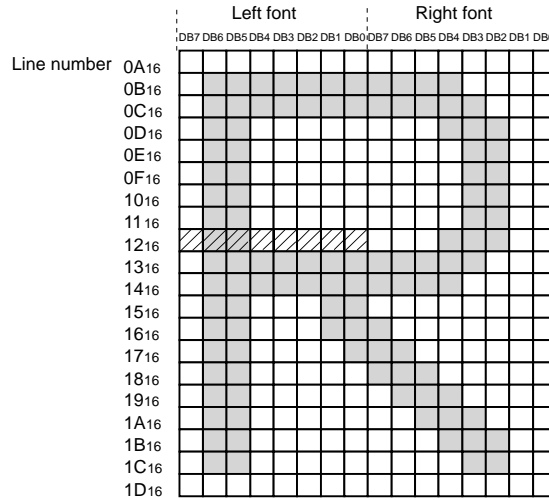 Left font Right font
DB7 DB6 DB5 DB4 DB3 DB2 DB1 DB0 DB7 DB6 DB5 DB4 DB3 DB2 DB1 DB0
Line number 0A16
0B16
0C16
0D16
0E16
0F16
1016
1116
1216
1316
1416
1516
1616
1716
1816
1916
1A16
1B16
1C16
1D16